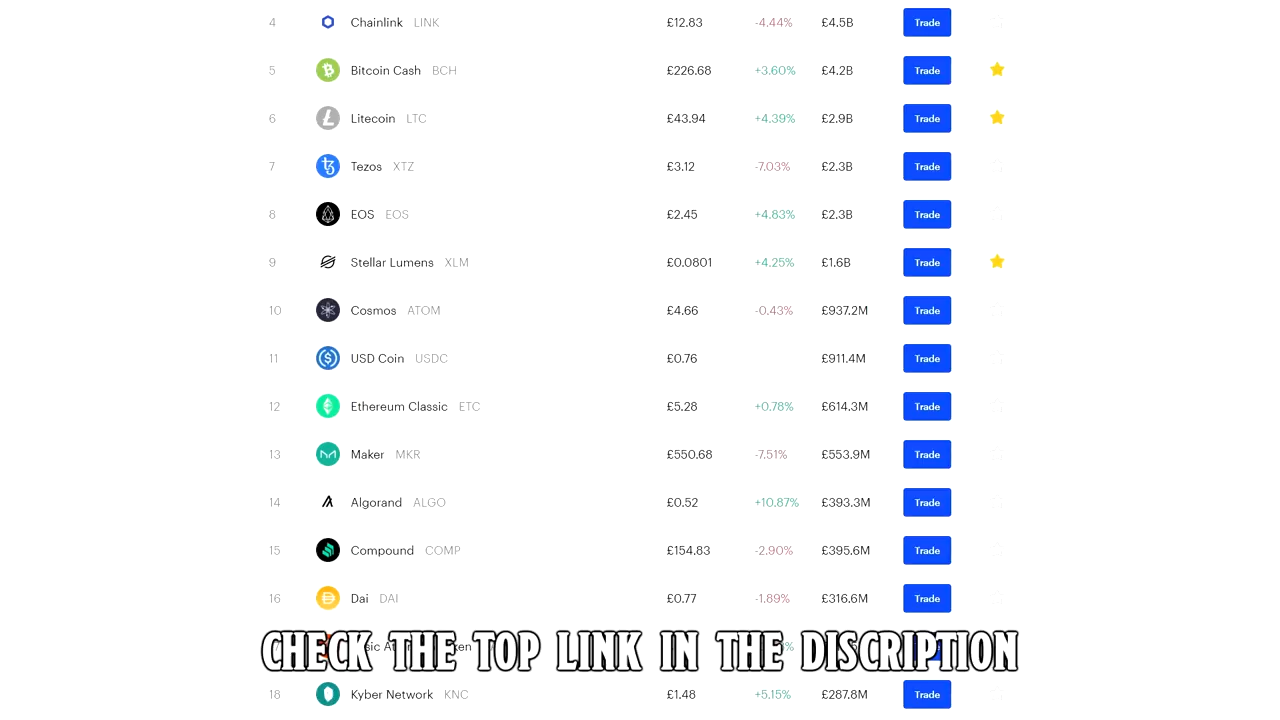 4 Chainlink LINK £12.83 -4.44% £4.5B Trade
5 Bitcoin Cash BCH £226.68 +3.60% £4.2B Trade
6 Litecoin LTC £43.94 +4.39% £2.9B Trade
7 Tezos XTZ £3.12 -7.03% £2.3B Trade
8 EOS EOS £2.45 +4.83% £2.3B Trade
9 Stellar Lumens XLM £0.0801 +4.25% £1.6B Trade
10 Cosmos ATOM £4.66 -0.43% £937.2M Trade
11 USD Coin USDC £0.76 £911.4M Trade
12 Ethereum Classic ETC £5.28 +0.78% £614.3M Trade
13 Maker MKR £550.68 -7.51% £553.9M Trade
14 Algorand ALGO £0.52 +10.87% £393.3M Trade
15 Compound COMP £154.83 -2.90% £395.6M Trade
16 Dai DAI £0.77 -1.89% £316.6M Trade
CHECK THE TOP LINK IN THE DISCRIPTION
18 Kyber Network KNC £1.48 +5.15% £287.8M Trade